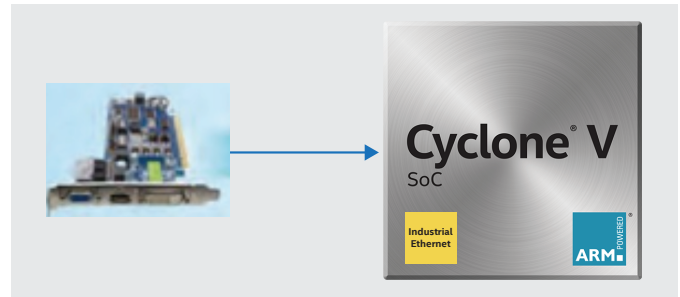 Cyclone® V
SoC
Industrial
Ethernet
ARM
POWERED
®